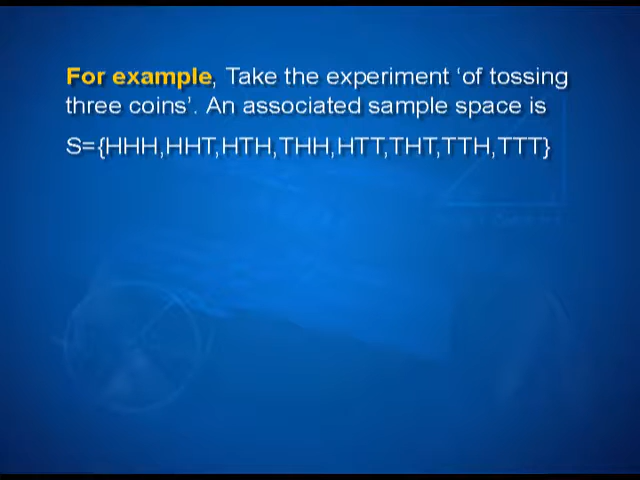 For example, Take the experiment ‘of tossing
three coins’. An associated sample space is
S={HHH,HHT,HTH,THH,HTT,THT,TTH,TTT}